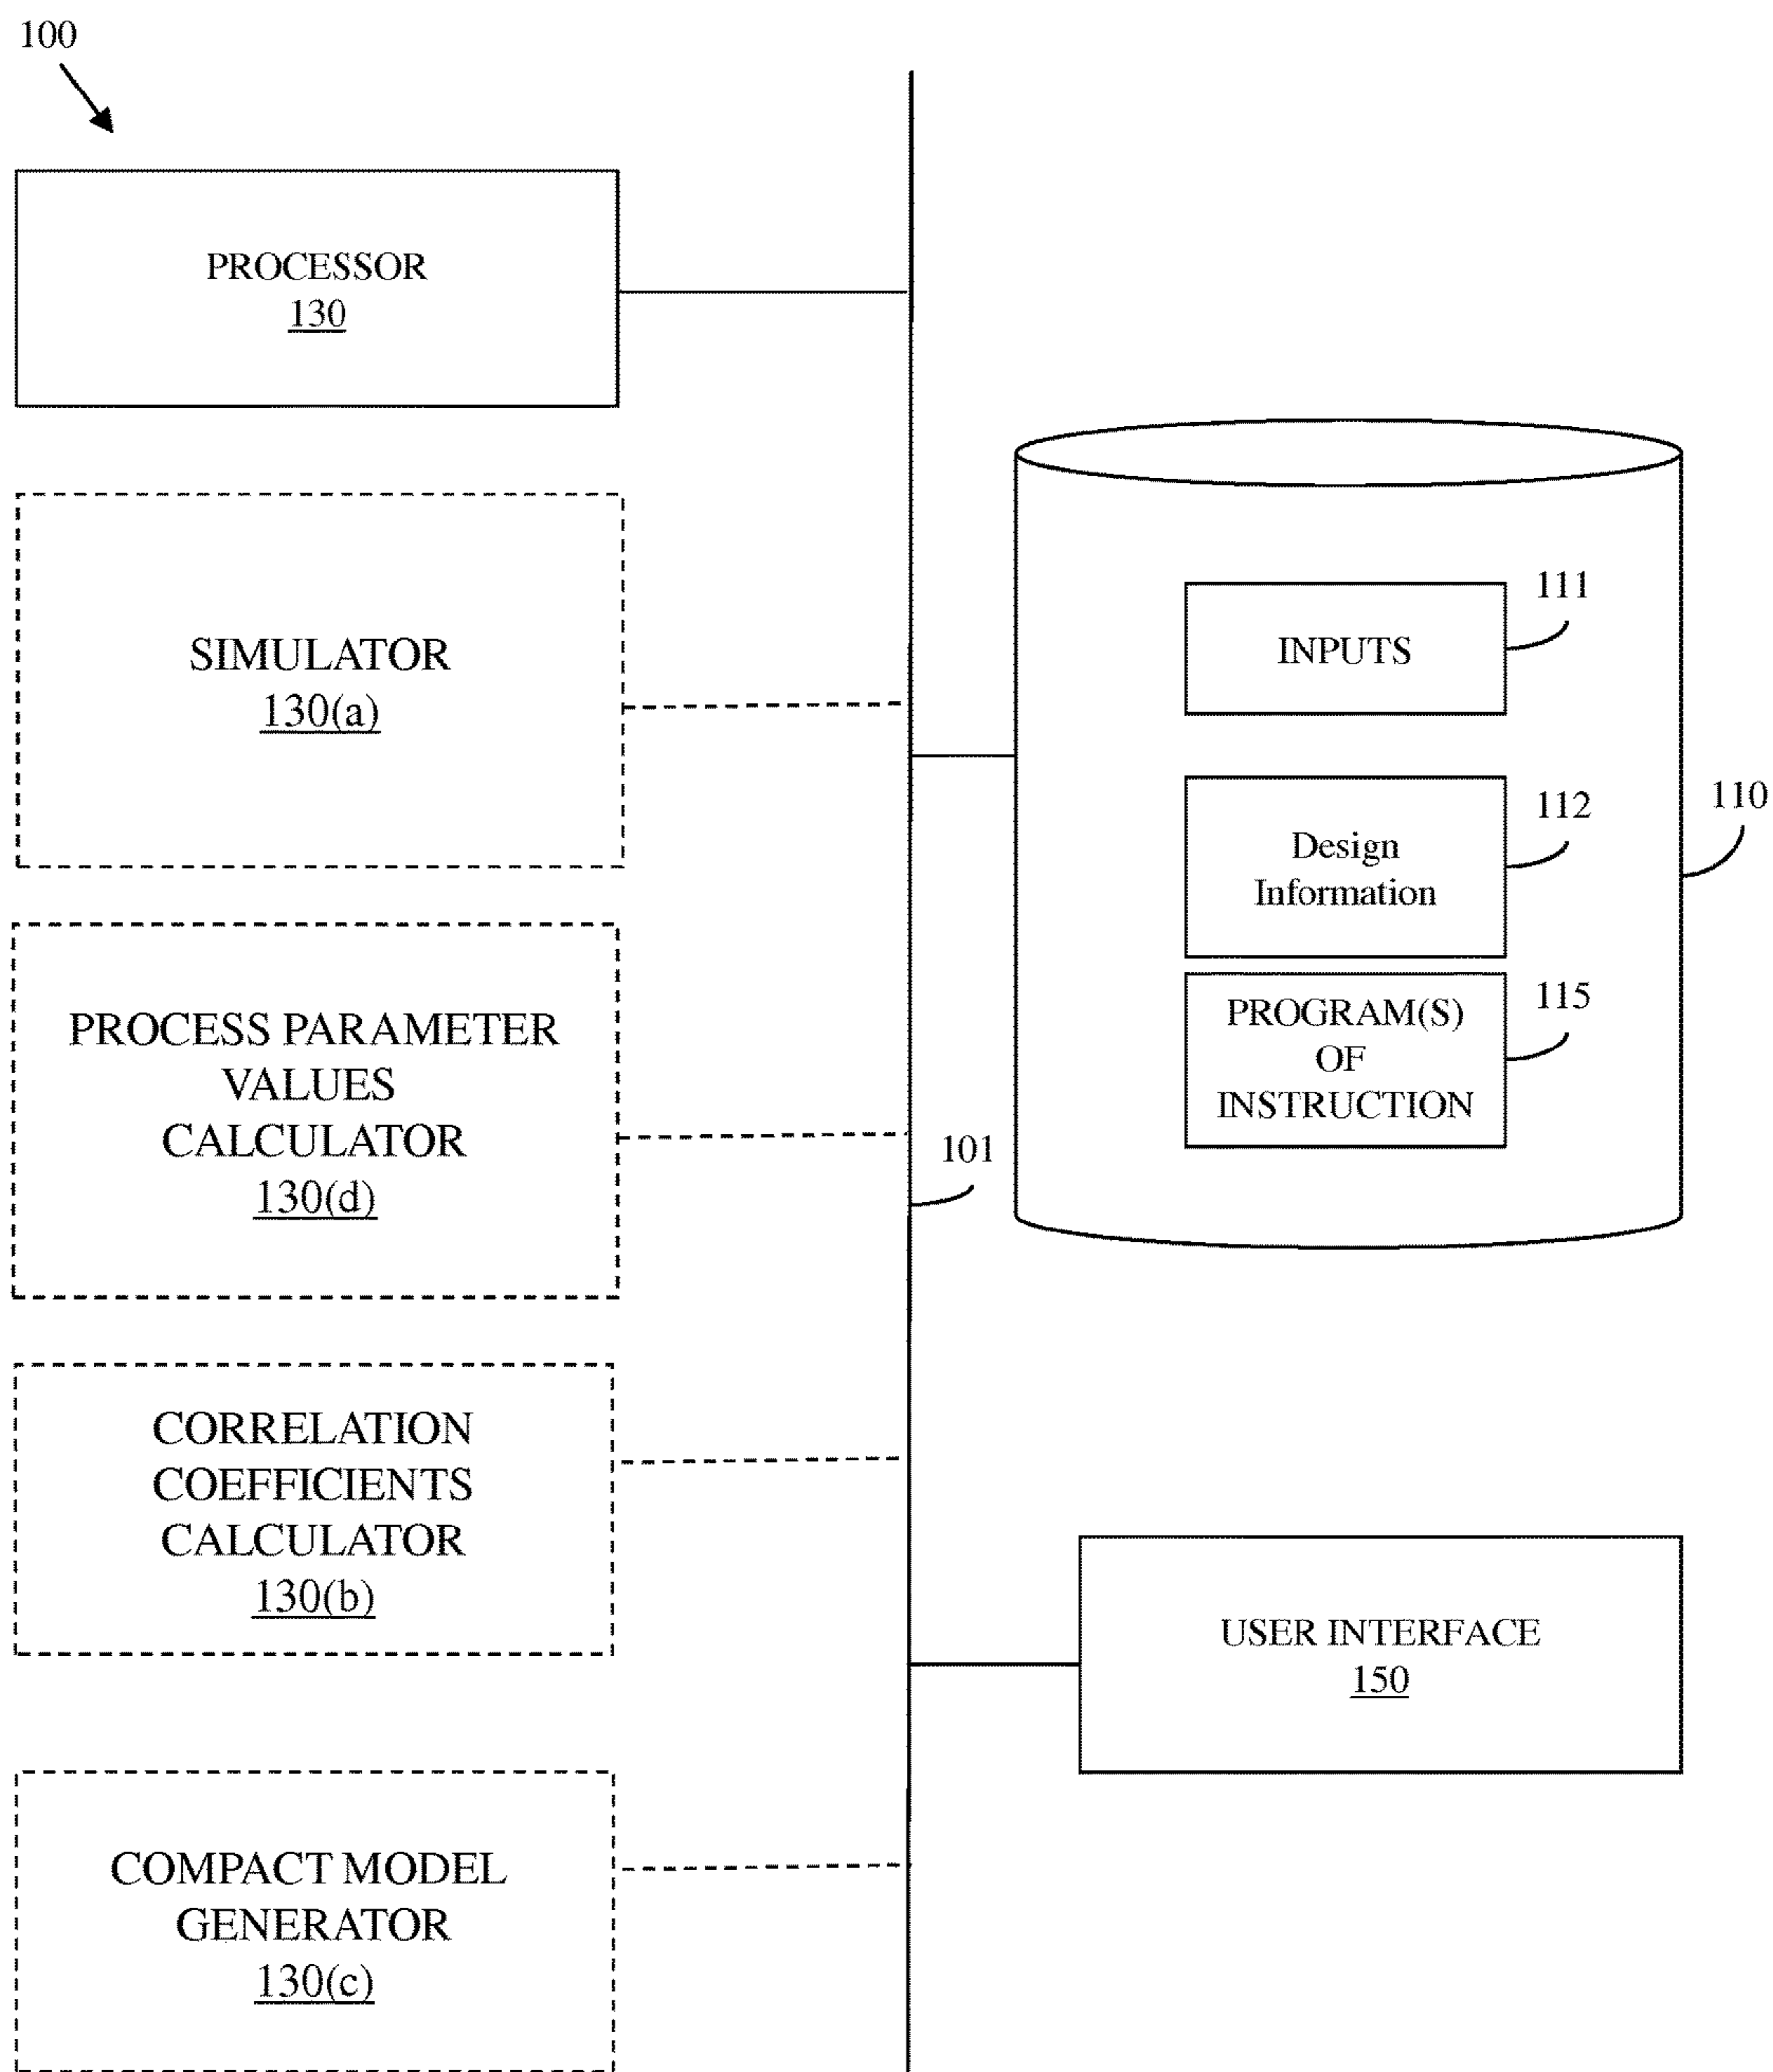 100
PROCESSOR
130
SIMULATOR
130(a)
PROCESS PARAMETER
VALUES
CALCULATOR
130(d)
CORRELATION
COEFFICIENTS
CALCULATOR
130(b)
COMPACT MODEL
GENERATOR
130(c)
101
INPUTS
111
Design
Information
112
PROGRAM(S)
OF
INSTRUCTION
115
110
USER INTERFACE
150